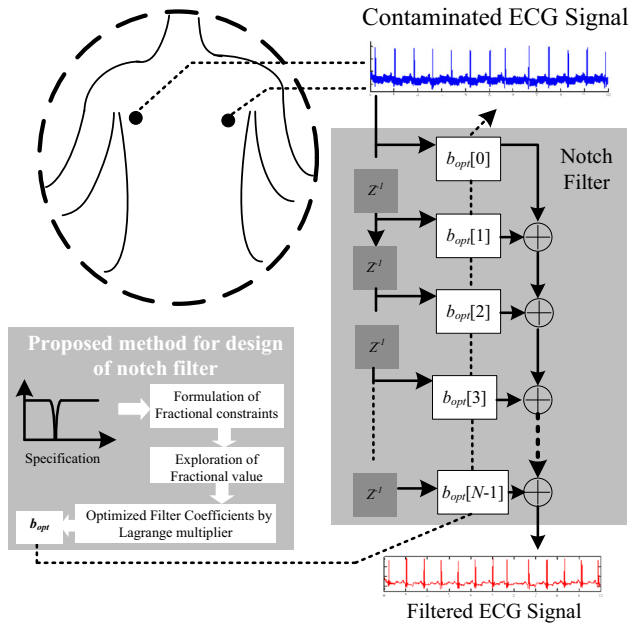 Contaminated ECG Signal
Notch
Filter
b_opt[0]
Z⁻¹
b_opt[1]
Z⁻¹
b_opt[2]
Z⁻¹
b_opt[3]
Z⁻¹
b_opt[N-1]
Proposed method for design
of notch filter
Specification
Formulation of
Fractional constraints
Exploration of
Fractional value
Optimized Filter Coefficients by
Lagrange multiplier
b_opt
Filtered ECG Signal